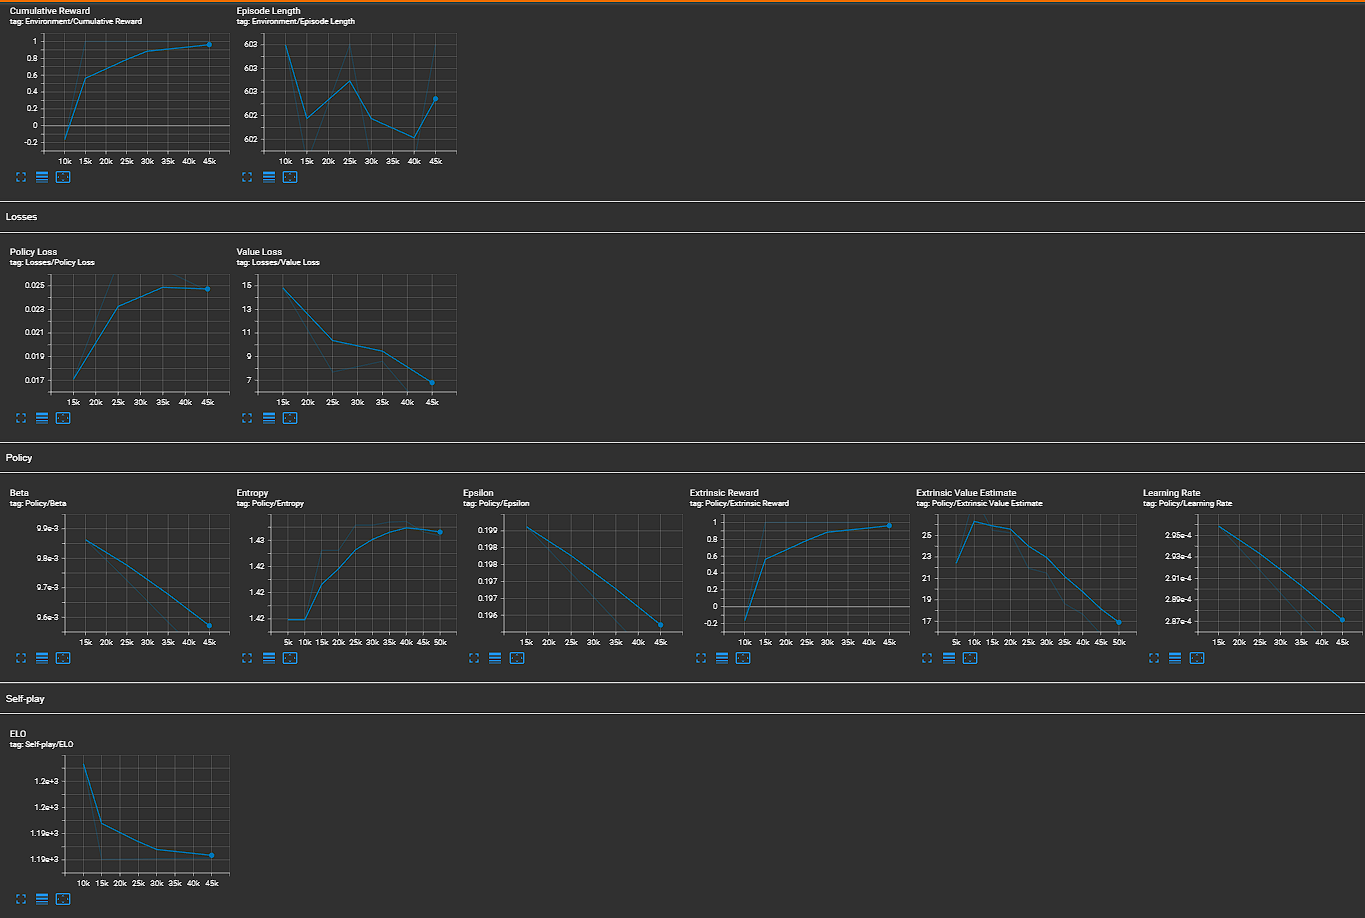 Cumulative Reward
tag: Environment/Cumulative Reward
1
0.8
0.6
0.4
0.2
0
-0.2
10k 15k 20k 25k 30k 35k 40k 45k
Episode Length
tag: Environment/Episode Length
603
603
603
602
602
10k 15k 20k 25k 30k 35k 40k 45k
Losses
Policy Loss
tag: Losses/Policy Loss
0.025
0.023
0.021
0.019
0.017
15k 20k 25k 30k 35k 40k 45k
Value Loss
tag: Losses/Value Loss
15
13
11
9
7
15k 20k 25k 30k 35k 40k 45k
Policy
Beta
tag: Policy/Beta
9.9e-3
9.8e-3
9.7e-3
9.6e-3
15k 20k 25k 30k 35k 40k 45k
Entropy
tag: Policy/Entropy
1.43
1.42
1.42
1.42
5k 10k 15k 20k 25k 30k 35k 40k 45k 50k
Epsilon
tag: Policy/Epsilon
0.199
0.198
0.198
0.197
0.197
0.196
15k 20k 25k 30k 35k 40k 45k
Extrinsic Reward
tag: Policy/Extrinsic Reward
1
0.8
0.6
0.4
0.2
0
-0.2
10k 15k 20k 25k 30k 35k 40k 45k
Extrinsic Value Estimate
tag: Policy/Extrinsic Value Estimate
25
23
21
19
17
5k 10k 15k 20k 25k 30k 35k 40k 45k 50k
Learning Rate
tag: Policy/Learning Rate
2.95e-4
2.93e-4
2.91e-4
2.89e-4
2.87e-4
15k 20k 25k 30k 35k 40k 45k
Self-play
ELO
tag: Self-play/ELO
1.2e+3
1.2e+3
1.19e+3
1.19e+3
10k 15k 20k 25k 30k 35k 40k 45k